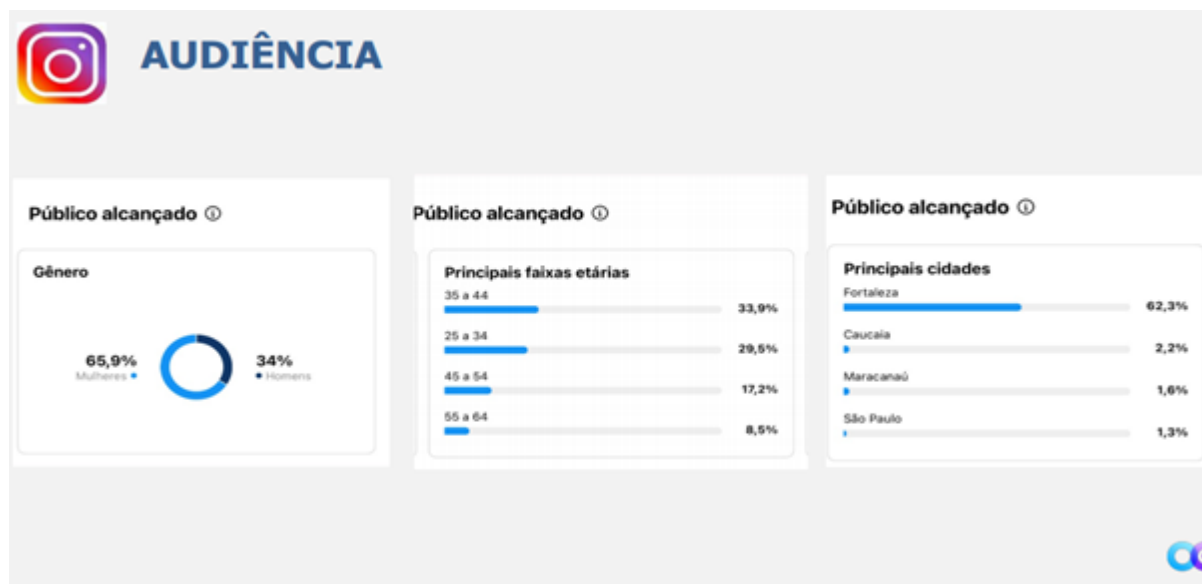 AUDIÊNCIA
Público alcançado
Gênero
65,9%
Mulheres
34%
Homens
Público alcançado
Principais faixas etárias
35 a 44
33,9%
25 a 34
29,5%
45 a 54
17,2%
55 a 64
8,5%
Público alcançado
Principais cidades
Fortaleza
62,3%
Caucaia
2,2%
Maracanaú
1,6%
São Paulo
1,3%